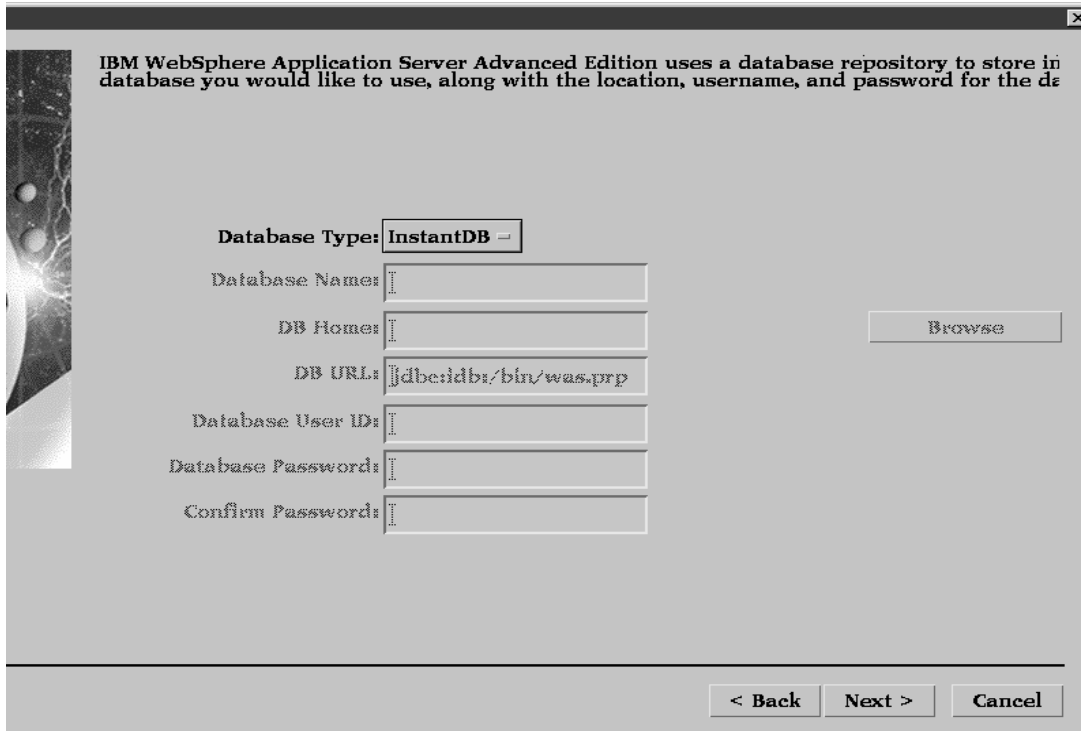 IBM WebSphere Application Server Advanced Edition uses a database repository to store in
database you would like to use, along with the location, username, and password for the da
Database Type: InstantDB
Database Name:
DB Home: Browse
DB URL: jdbc:idb:/bin/was.prp
Database User ID:
Database Password:
Confirm Password:
< Back Next > Cancel